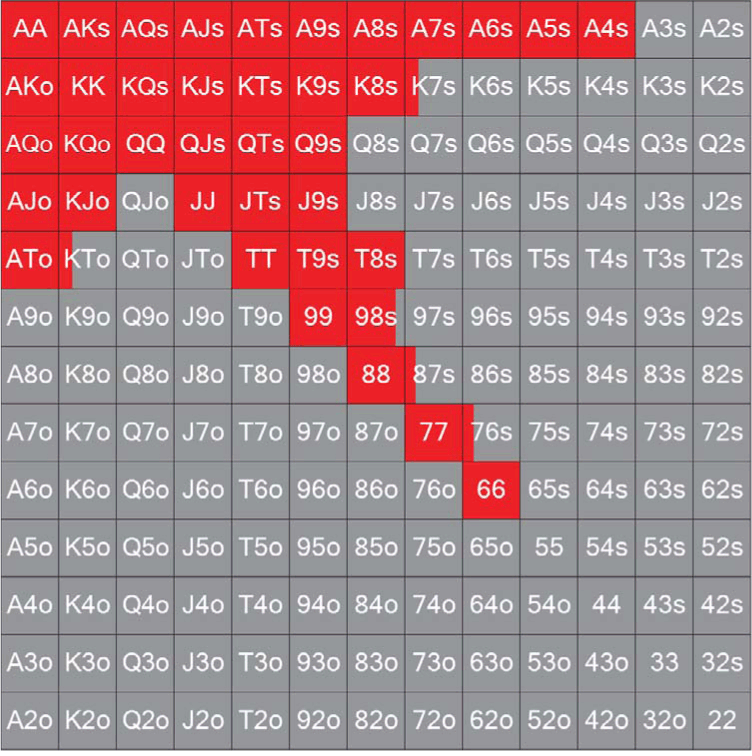 AA AKs AQs AJs ATs A9s A8s A7s A6s A5s A4s A3s A2s
AKo KK KQs KJs KTs K9s K8s K7s K6s K5s K4s K3s K2s
AQo KQo QQ QJs QTs Q9s Q8s Q7s Q6s Q5s Q4s Q3s Q2s
AJo KJo QJo JJ JTs J9s J8s J7s J6s J5s J4s J3s J2s
ATo KTo QTo JTo TT T9s T8s T7s T6s T5s T4s T3s T2s
A9o K9o Q9o J9o T9o 99 98s 97s 96s 95s 94s 93s 92s
A8o K8o Q8o J8o T8o 98o 88 87s 86s 85s 84s 83s 82s
A7o K7o Q7o J7o T7o 97o 87o 77 76s 75s 74s 73s 72s
A6o K6o Q6o J6o T6o 96o 86o 76o 66 65s 64s 63s 62s
A5o K5o Q5o J5o T5o 95o 85o 75o 65o 55 54s 53s 52s
A4o K4o Q4o J4o T4o 94o 84o 74o 64o 54o 44 43s 42s
A3o K3o Q3o J3o T3o 93o 83o 73o 63o 53o 43o 33 32s
A2o K2o Q2o J2o T2o 92o 82o 72o 62o 52o 42o 32o 22